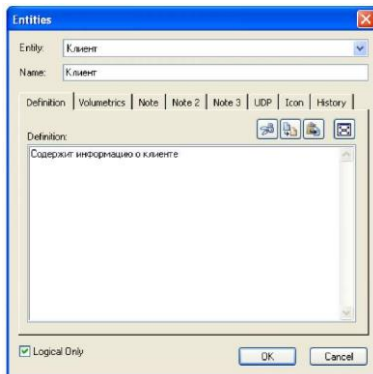 Entities
Entity: Клиент
Name: Клиент
Definition Volumetrics Note Note 2 Note 3 UDP Icon History
Definition:
Содержит информацию о клиенте
Logical Only OK Cancel